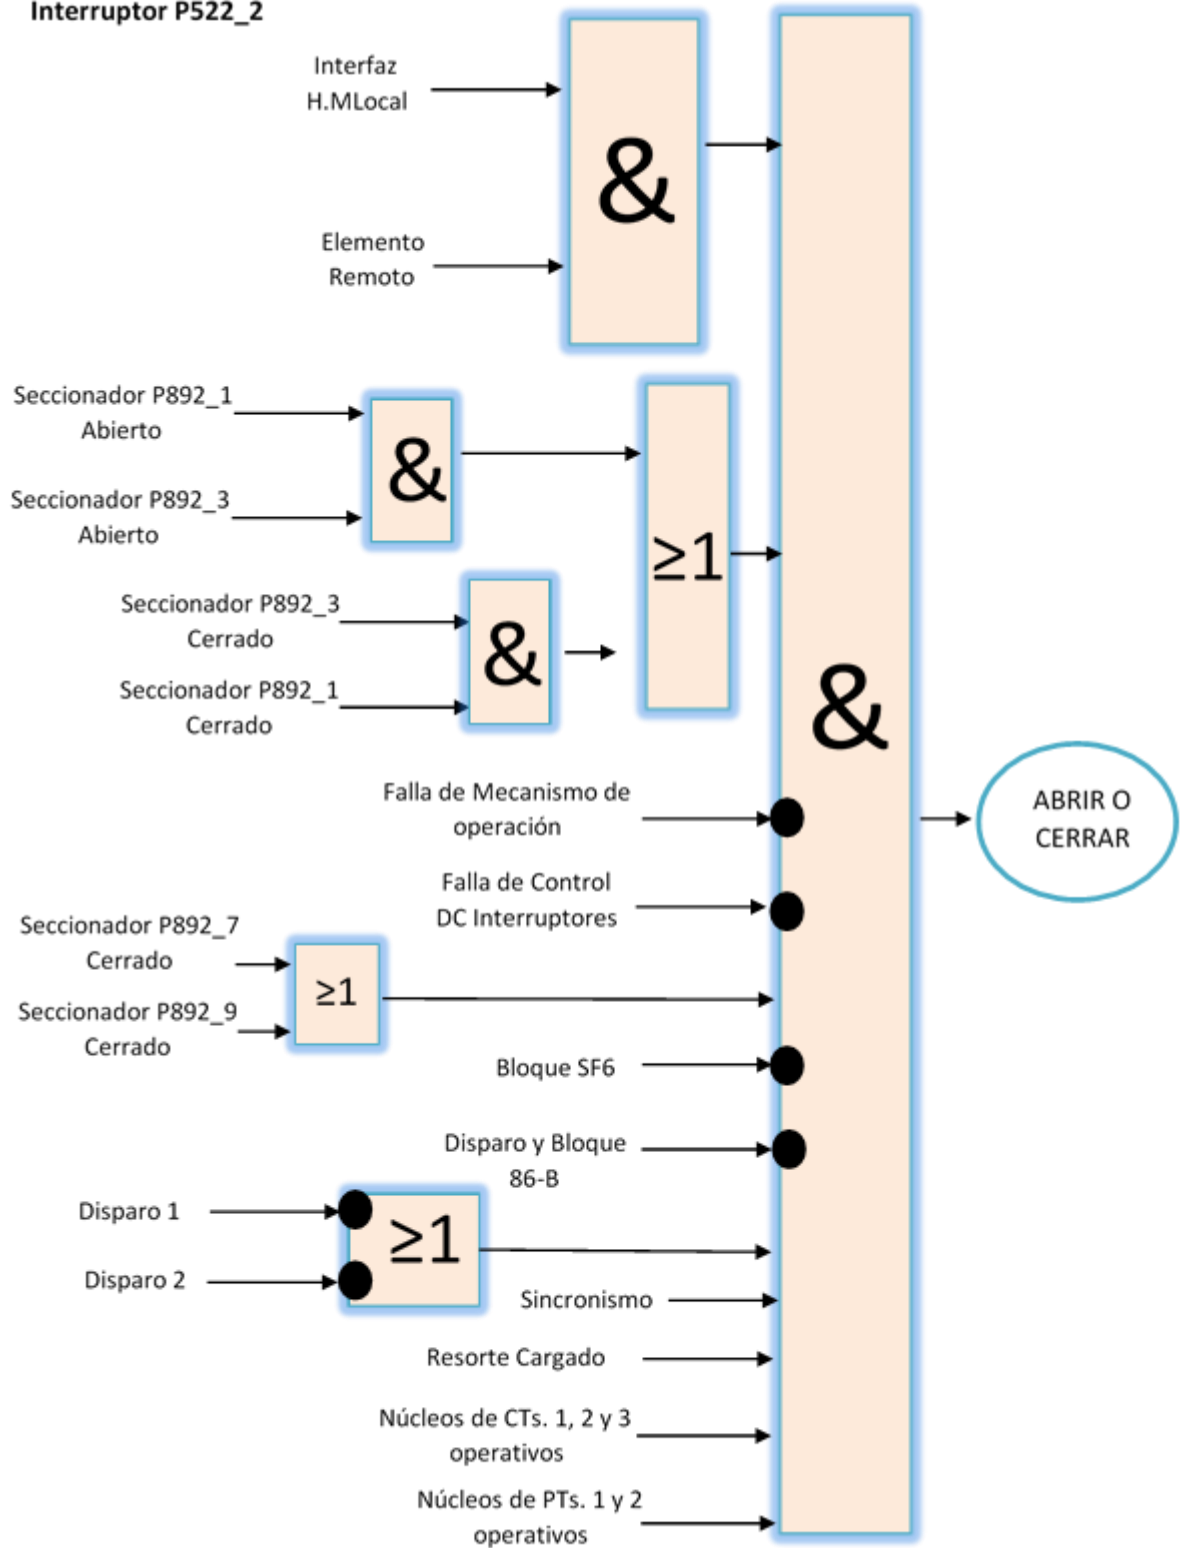 Interruptor P522_2
Interfaz
H.MLocal
&
Elemento
Remoto
Seccionador P892_1
Abierto
&
Seccionador P892_3
Abierto
≥1
Seccionador P892_3
Cerrado
&
Seccionador P892_1
Cerrado
&
Falla de Mecanismo de
operación
ABRIR O
CERRAR
Falla de Control
DC Interruptores
Seccionador P892_7
Cerrado
≥1
Seccionador P892_9
Cerrado
Bloque SF6
Disparo y Bloque
86-B
Disparo 1
≥1
Disparo 2
Sincronismo
Resorte Cargado
Núcleos de CTs. 1, 2 y 3
operativos
Núcleos de PTs. 1 y 2
operativos